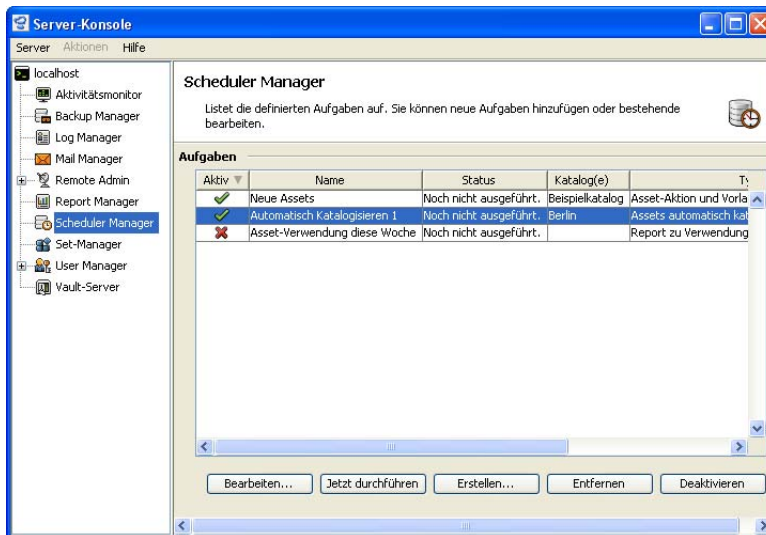 Server-Konsole
Server Aktionen Hilfe
localhost
Aktivitätsmonitor
Backup Manager
Log Manager
Mail Manager
Remote Admin
Report Manager
Scheduler Manager
Set-Manager
User Manager
Vault-Server
Scheduler Manager
Listet die definierten Aufgaben auf. Sie können neue Aufgaben hinzufügen oder bestehende
bearbeiten.
Aufgaben
Aktiv Name Status Katalog(e) Ty
Neue Assets Noch nicht ausgeführt. Beispielkatalog Asset-Aktion und Vorla
Automatisch Katalogisieren 1 Noch nicht ausgeführt. Berlin Assets automatisch kat
Asset-Verwendung diese Woche Noch nicht ausgeführt. Report zu Verwendung
Bearbeiten... Jetzt durchführen Erstellen... Entfernen Deaktivieren